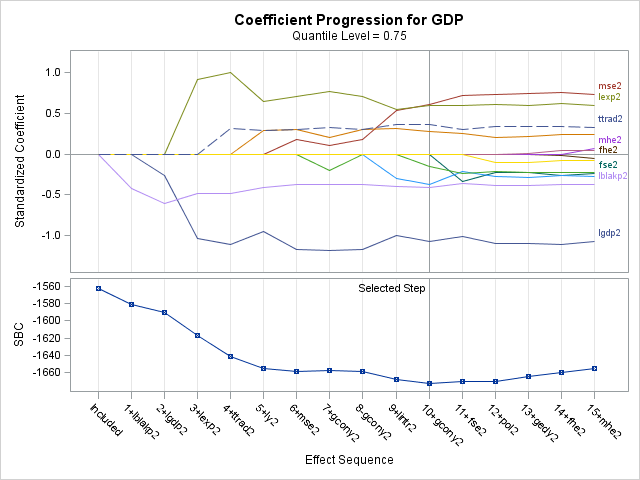 Coefficient Progression for GDP
Quantile Level = 0.75
Standardized Coefficient
1.0
0.5
0.0
-0.5
-1.0
mse2
lexp2
ttrad2
mhe2
fhe2
fse2
lblakp2
lgdp2
SBC
-1560
-1580
-1600
-1620
-1640
-1660
Selected Step
Included
1+lblakp2
2+lgdp2
3+lexp2
4+ttrad2
5+ly2
6+mse2
7+gcony2
8-gcony2
9+lintr2
10+gcony2
11+fse2
12+pol2
13+gedy2
14+fhe2
15+mhe2
Effect Sequence